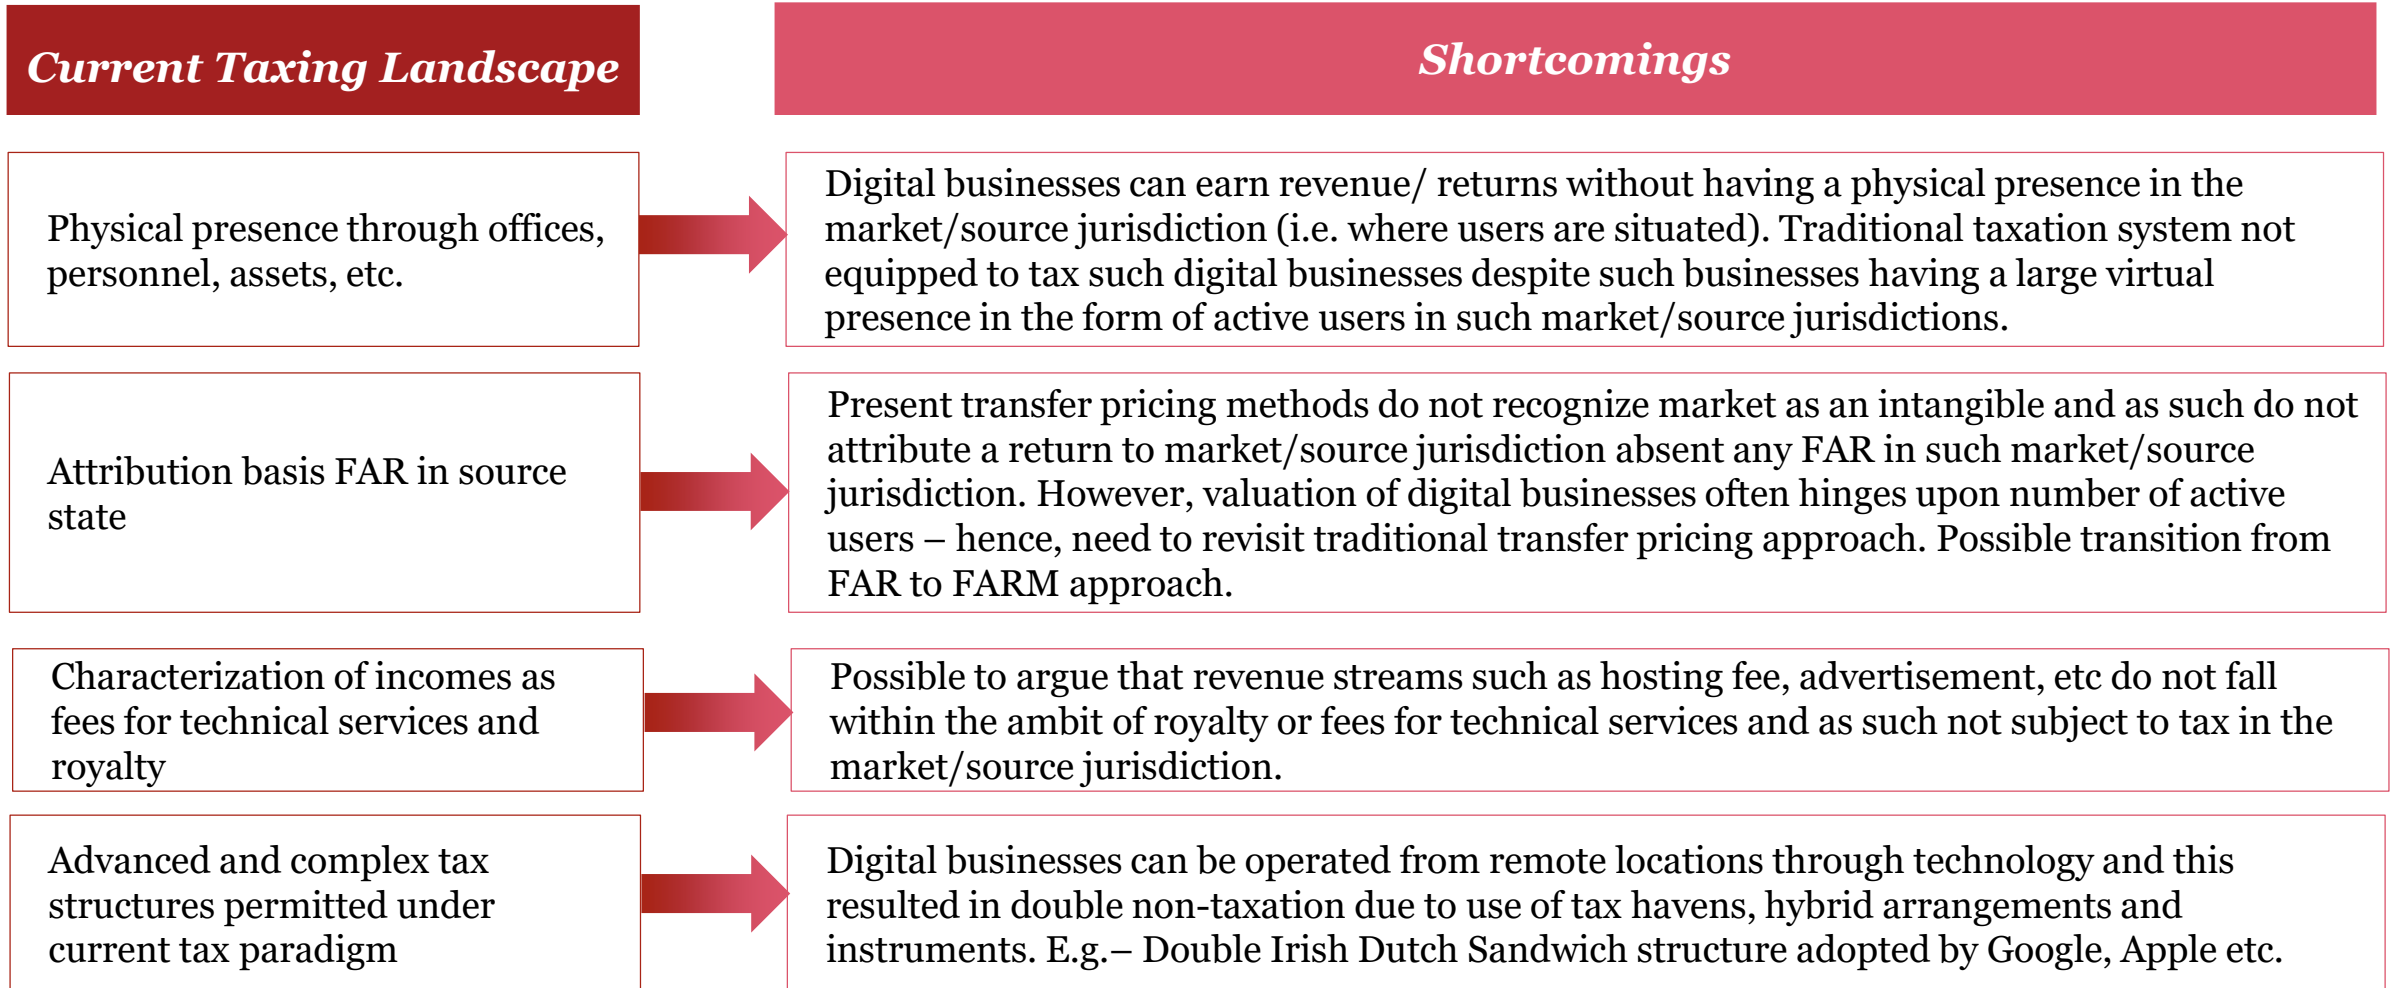 Current Taxing Landscape
Shortcomings
Physical presence through offices,
personnel, assets, etc.
Digital businesses can earn revenue/ returns without having a physical presence in the
market/source jurisdiction (i.e. where users are situated). Traditional taxation system not
equipped to tax such digital businesses despite such businesses having a large virtual
presence in the form of active users in such market/source jurisdictions.
Attribution basis FAR in source
state
Present transfer pricing methods do not recognize market as an intangible and as such do not
attribute a return to market/source jurisdiction absent any FAR in such market/source
jurisdiction. However, valuation of digital businesses often hinges upon number of active
users – hence, need to revisit traditional transfer pricing approach. Possible transition from
FAR to FARM approach.
Characterization of incomes as
fees for technical services and
royalty
Possible to argue that revenue streams such as hosting fee, advertisement, etc do not fall
within the ambit of royalty or fees for technical services and as such not subject to tax in the
market/source jurisdiction.
Advanced and complex tax
structures permitted under
current tax paradigm
Digital businesses can be operated from remote locations through technology and this
resulted in double non-taxation due to use of tax havens, hybrid arrangements and
instruments. E.g.– Double Irish Dutch Sandwich structure adopted by Google, Apple etc.